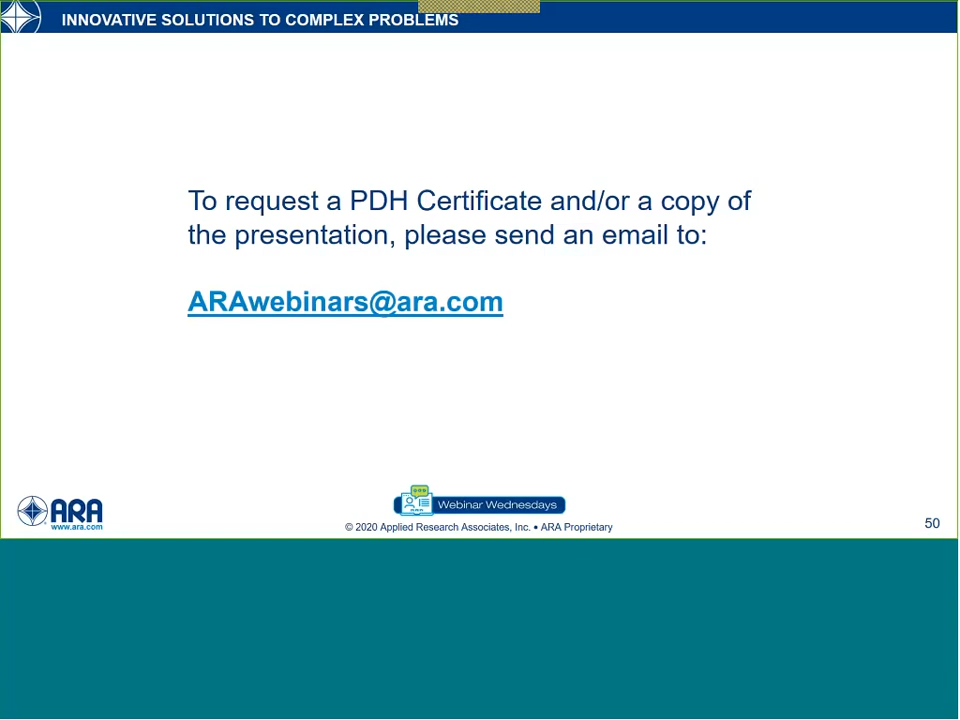 INNOVATIVE SOLUTIONS TO COMPLEX PROBLEMS
To request a PDH Certificate and/or a copy of
the presentation, please send an email to:
ARAwebinars@ara.com
ARA
www.ara.com
Webinar Wednesdays
© 2020 Applied Research Associates, Inc. • ARA Proprietary
50